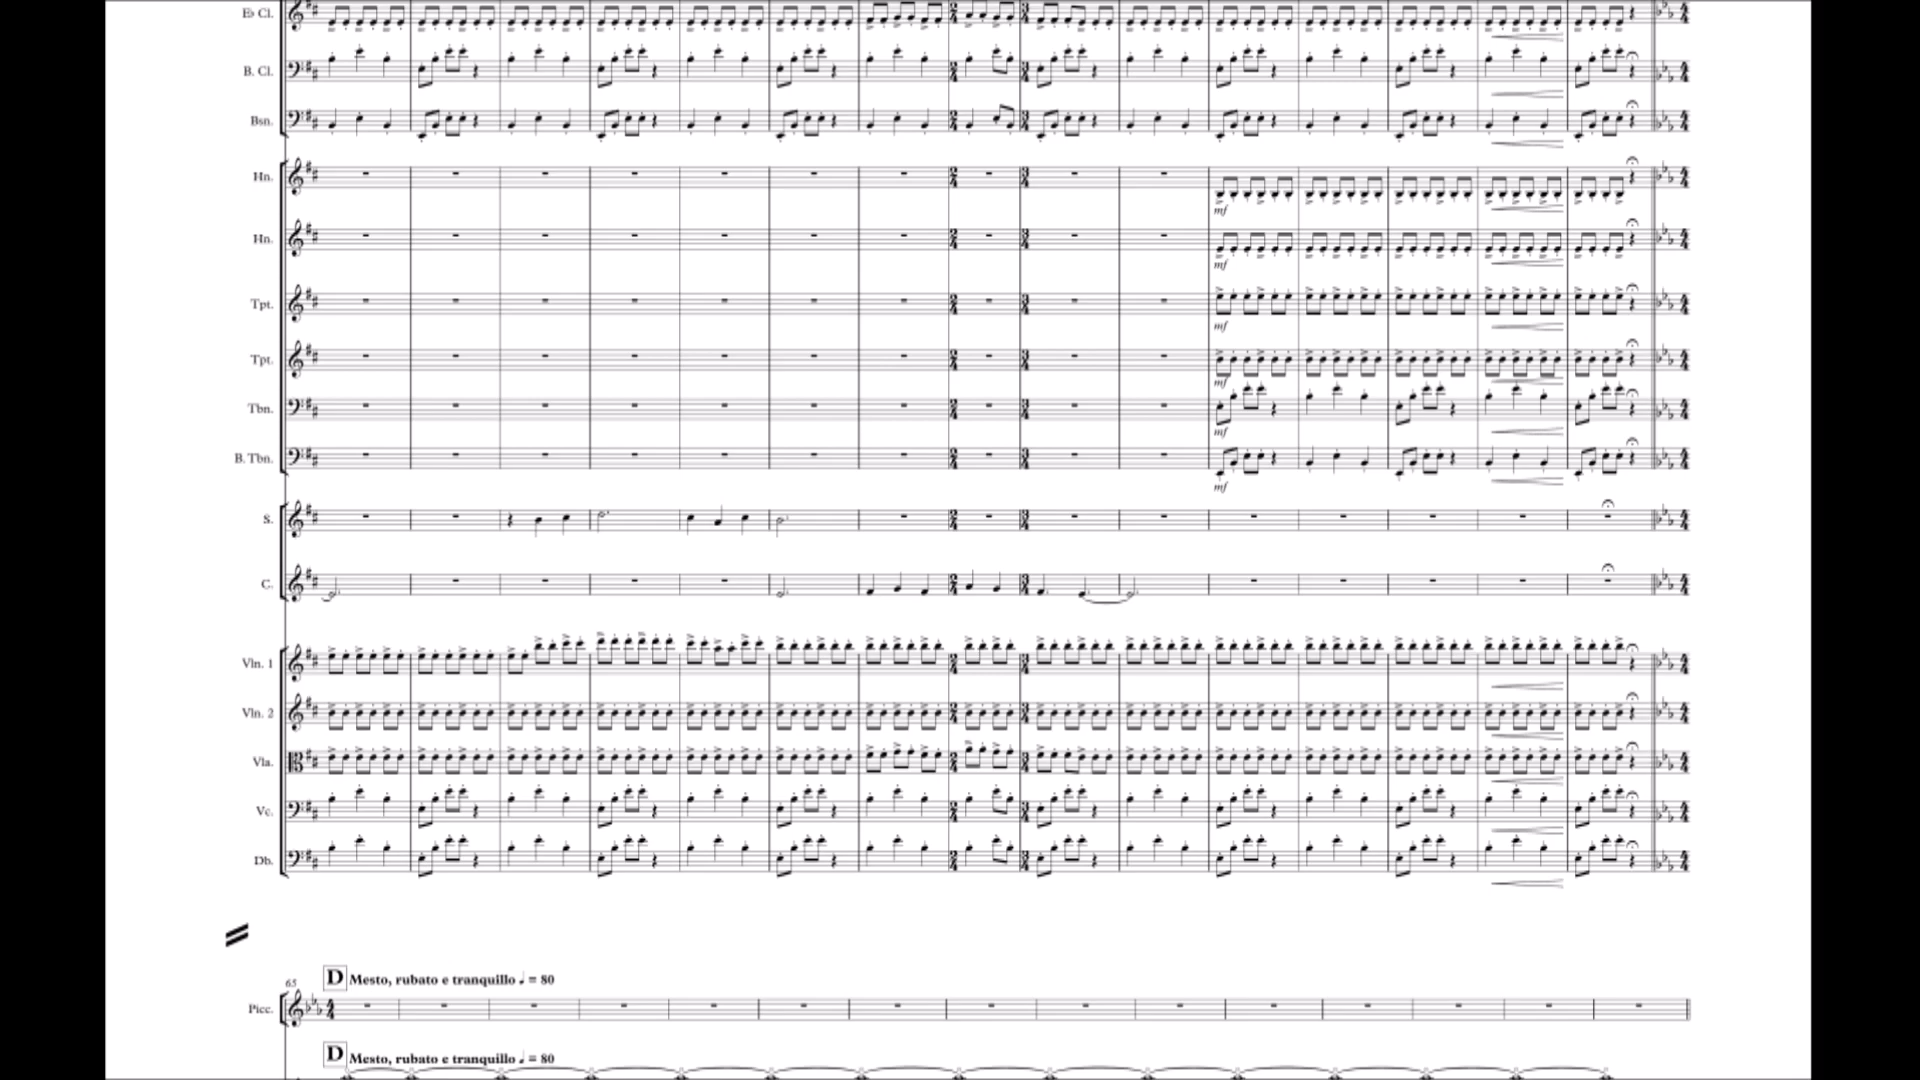 E♭ Cl.
B. Cl.
Bsn.
Hn.
mf
Hn.
mf
Tpt.
mf
Tpt.
mf
Tbn.
mf
B. Tbn.
mf
S.
C.
Vln. 1
Vln. 2
Vla.
Vc.
Db.
65
D Mesto, rubato e tranquillo ♩ = 80
Picc.
D Mesto, rubato e tranquillo ♩ = 80